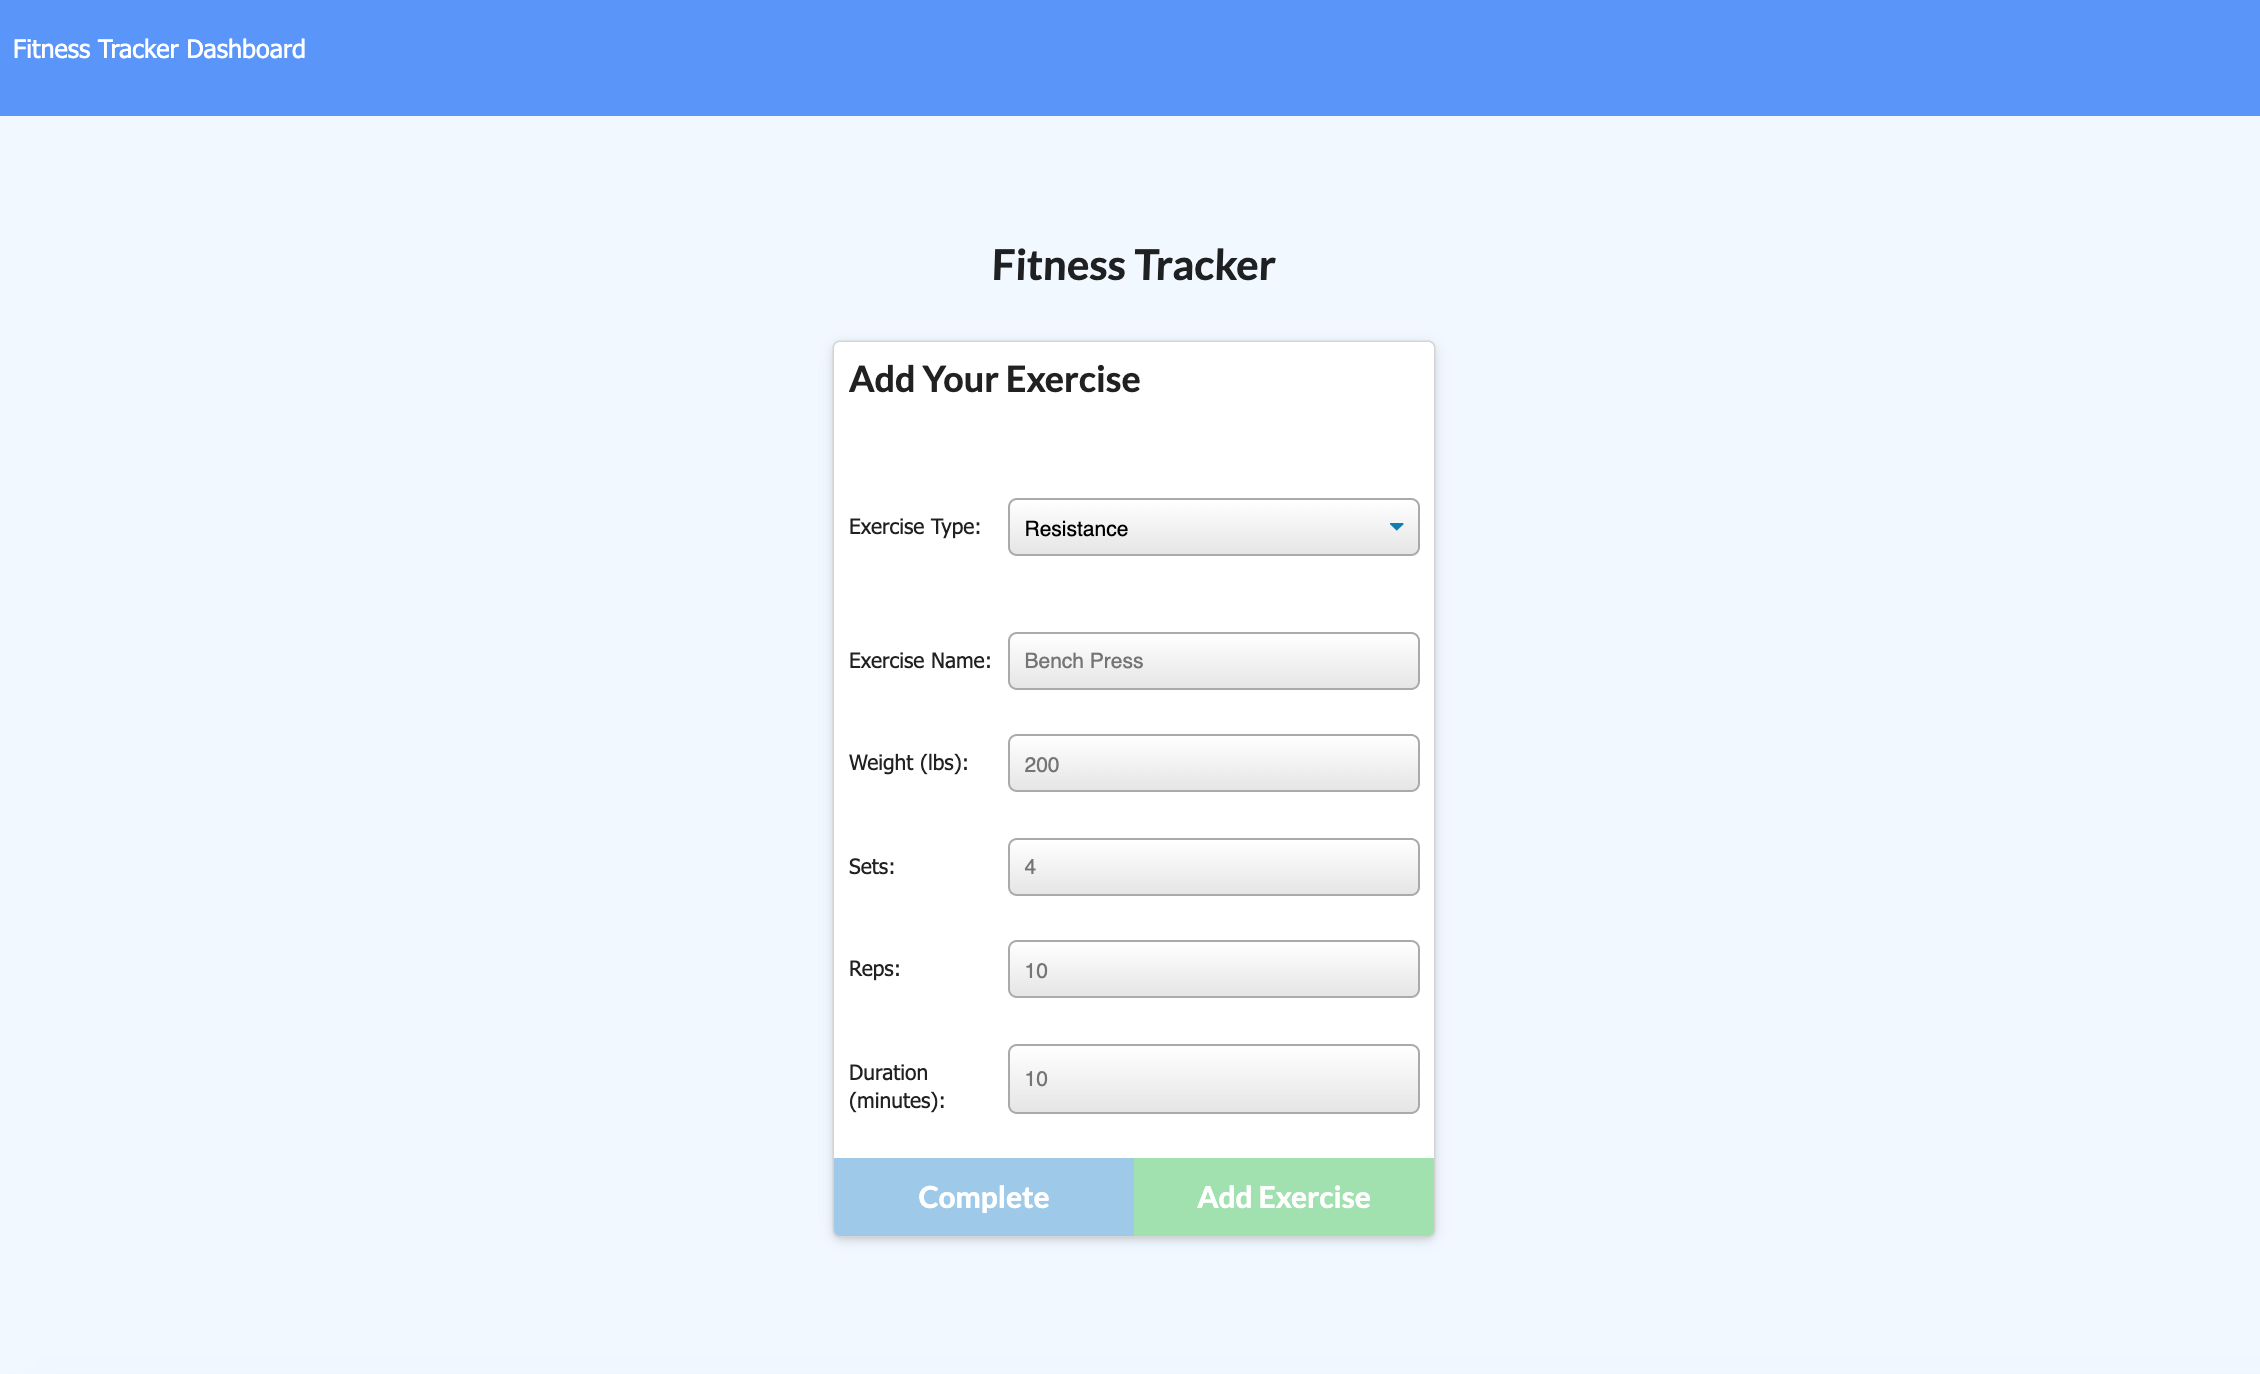 Fitness Tracker Dashboard
Fitness Tracker
Add Your Exercise
Exercise Type: Resistance
Exercise Name: Bench Press
Weight (lbs): 200
Sets: 4
Reps: 10
Duration
(minutes): 10
Complete Add Exercise